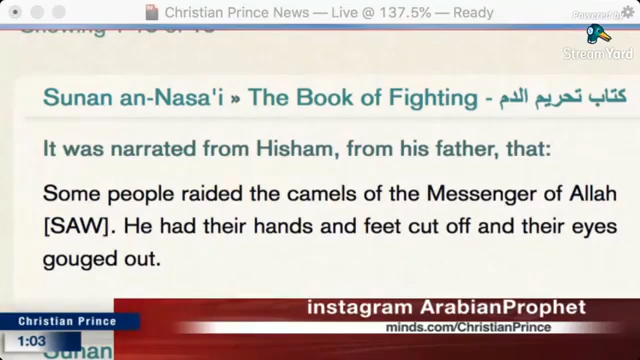 Christian Prince News — Live @ 137.5% — Ready
Powered by
StreamYard
Sunan an-Nasa'i » The Book of Fighting - كتاب تحريم الدم
It was narrated from Hisham, from his father, that:
Some people raided the camels of the Messenger of Allah
[SAW]. He had their hands and feet cut off and their eyes
gouged out.
instagram ArabianProphet
Christian Prince
minds.com/ChristianPrince
1:03
Sunan